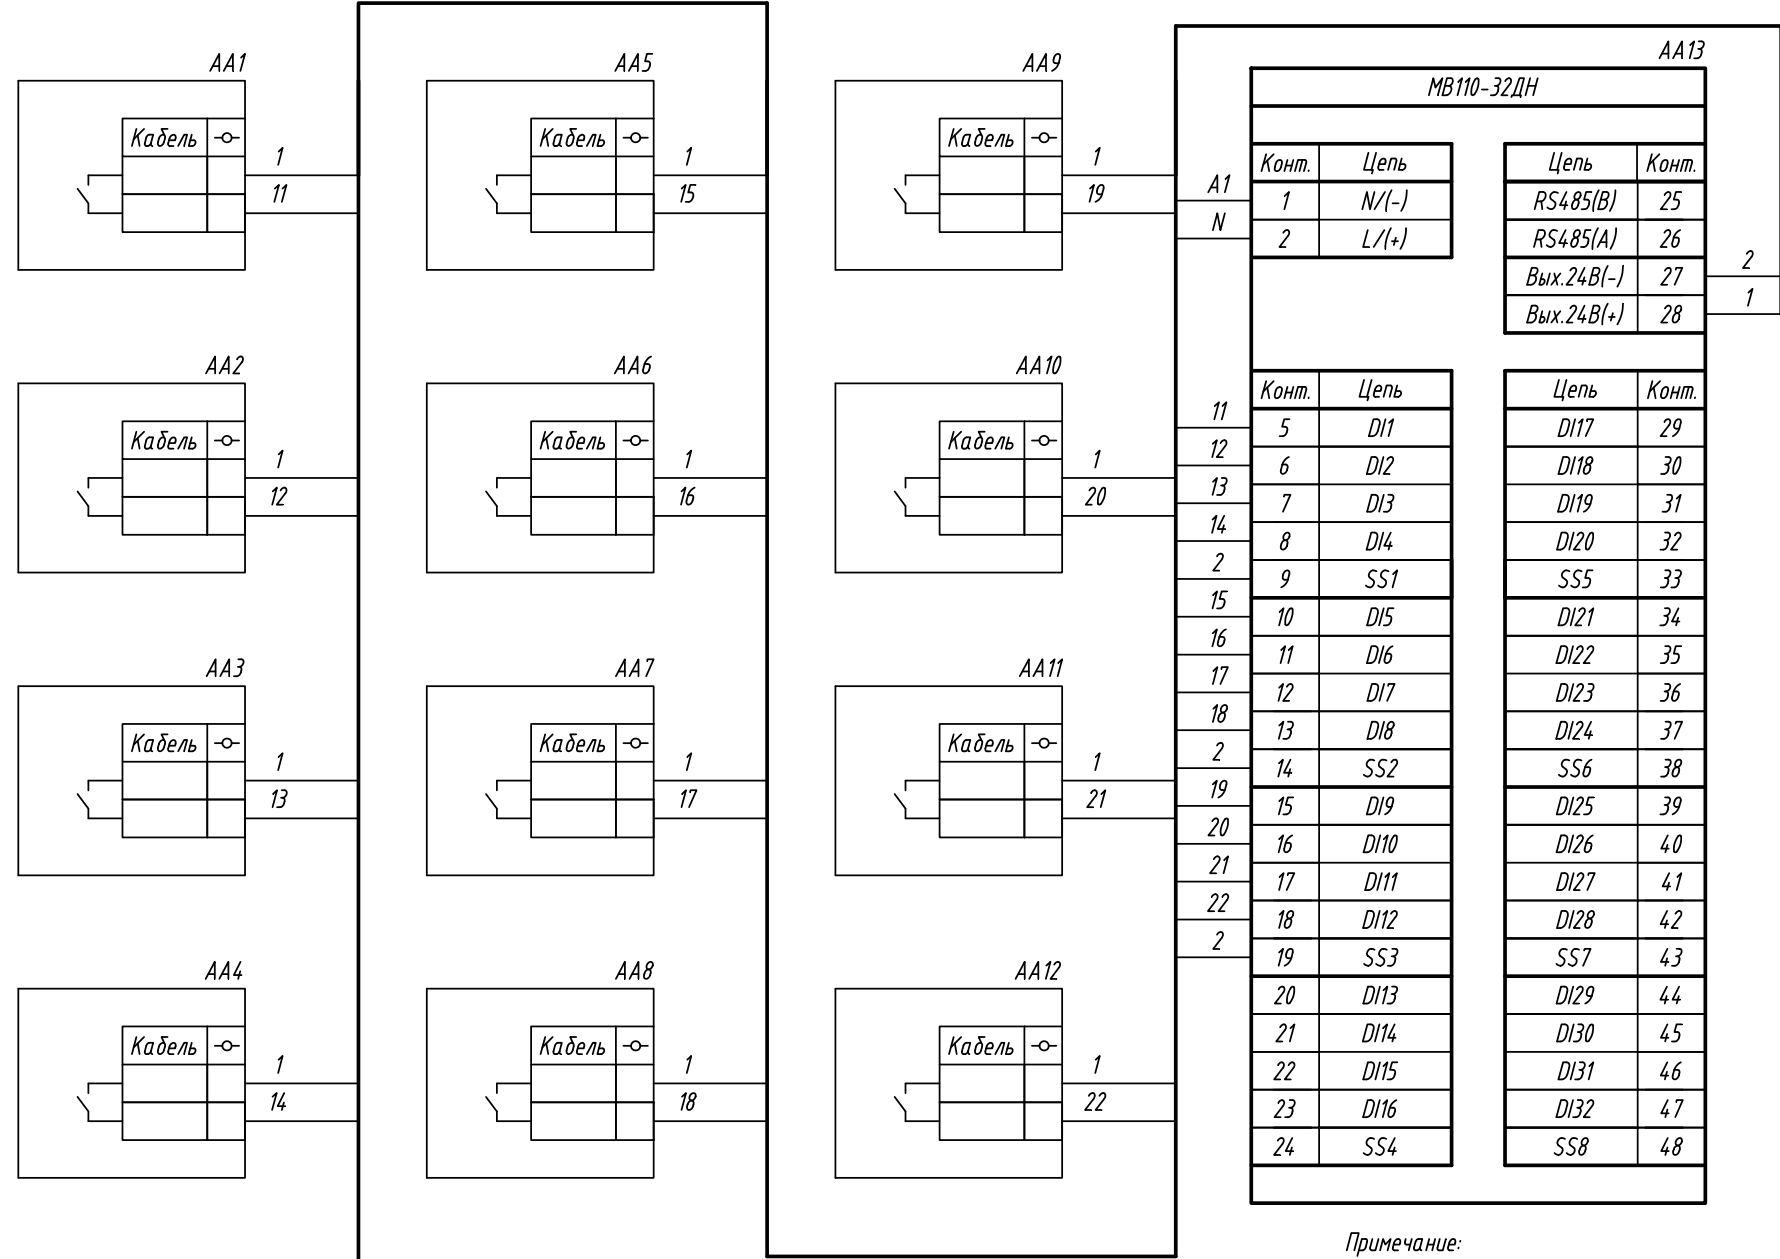 AA1
Кабель
1
11
AA2
Кабель
1
12
AA3
Кабель
1
13
AA4
Кабель
1
14
AA5
Кабель
1
15
AA6
Кабель
1
16
AA7
Кабель
1
17
AA8
Кабель
1
18
AA9
Кабель
1
19
AA10
Кабель
1
20
AA11
Кабель
1
21
AA12
Кабель
1
22
AA13
МВ110-32ДН
Конт. Цепь
A1 1 N/(-)
N 2 L/(+)
Цепь Конт.
RS485(B) 25
RS485(A) 26
Вых.24В(-) 27 2
Вых.24В(+) 28 1
Конт. Цепь
11 5 DI1
12 6 DI2
13 7 DI3
14 8 DI4
2 9 SS1
15 10 DI5
16 11 DI6
17 12 DI7
18 13 DI8
2 14 SS2
19 15 DI9
20 16 DI10
21 17 DI11
22 18 DI12
2 19 SS3
20 DI13
21 DI14
22 DI15
23 DI16
24 SS4
Цепь Конт.
DI17 29
DI18 30
DI19 31
DI20 32
SS5 33
DI21 34
DI22 35
DI23 36
DI24 37
SS6 38
DI25 39
DI26 40
DI27 41
DI28 42
SS7 43
DI29 44
DI30 45
DI31 46
DI32 47
SS8 48
Примечание: